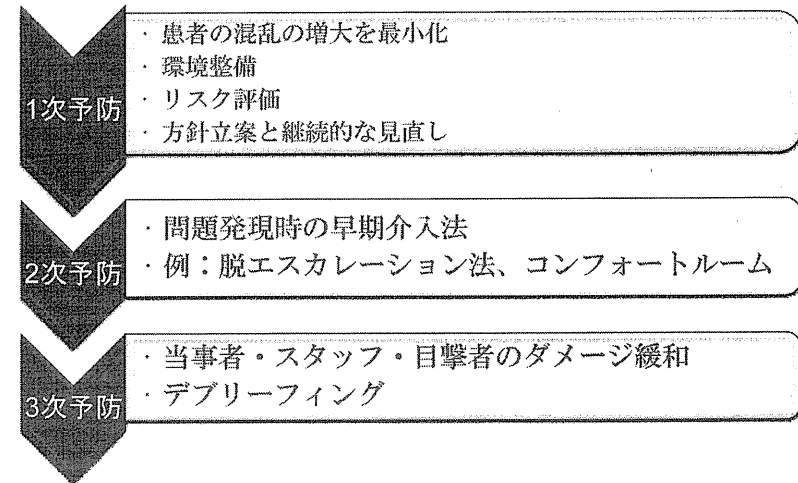 1次予防
・患者の混乱の増大を最小化
・環境整備
・リスク評価
・方針立案と継続的な見直し
2次予防
・問題発現時の早期介入法
・例：脱エスカレーション法、コンフォートルーム
3次予防
・当事者・スタッフ・目撃者のダメージ緩和
・デブリーフィング